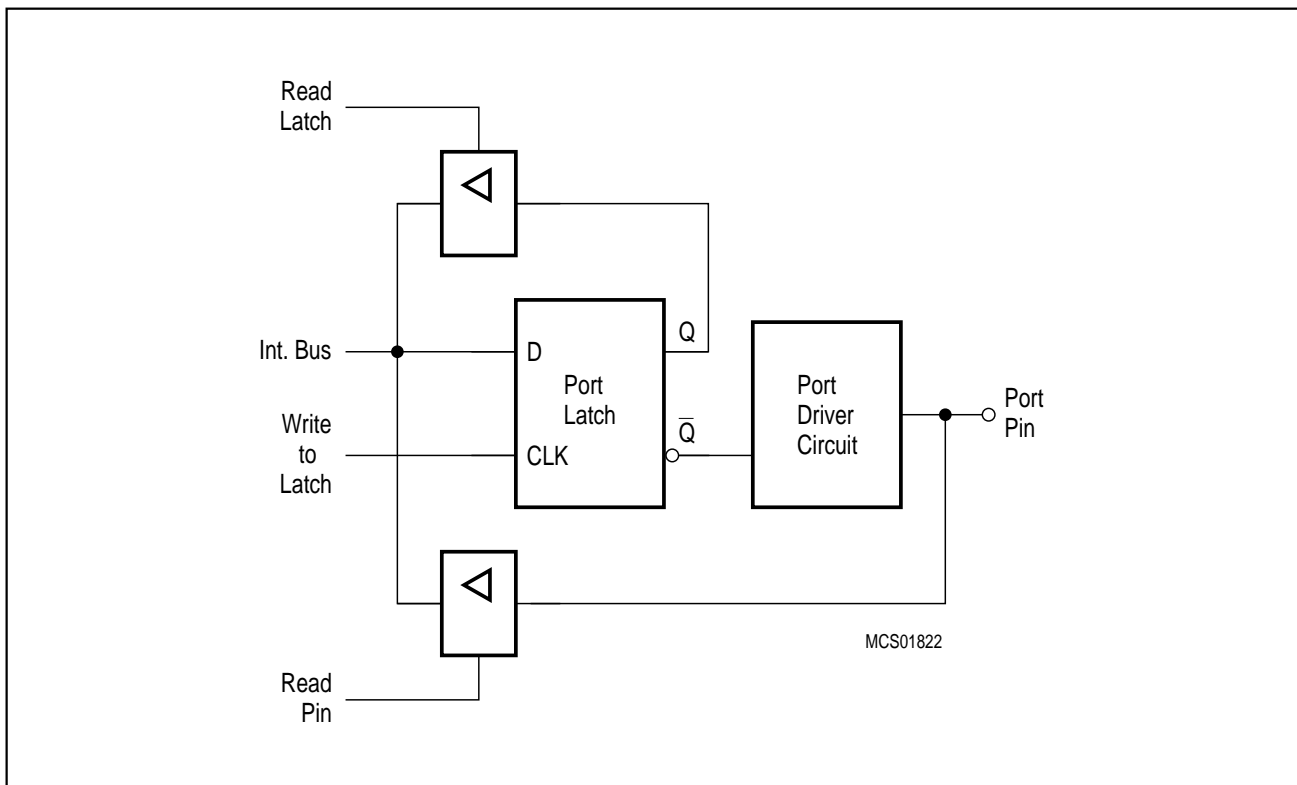 Read
Latch
Q
Int. Bus
D
Port
Latch
Port
Driver
Circuit
Port
Pin
Write
to
Latch
Q̅
CLK
MCS01822
Read
Pin